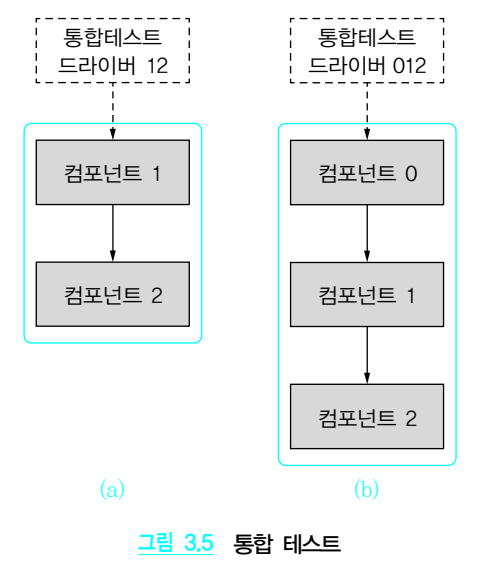 통합테스트
드라이버 12
컴포넌트 1
컴포넌트 2
(a)
통합테스트
드라이버 012
컴포넌트 0
컴포넌트 1
컴포넌트 2
(b)
그림 3.5 통합 테스트